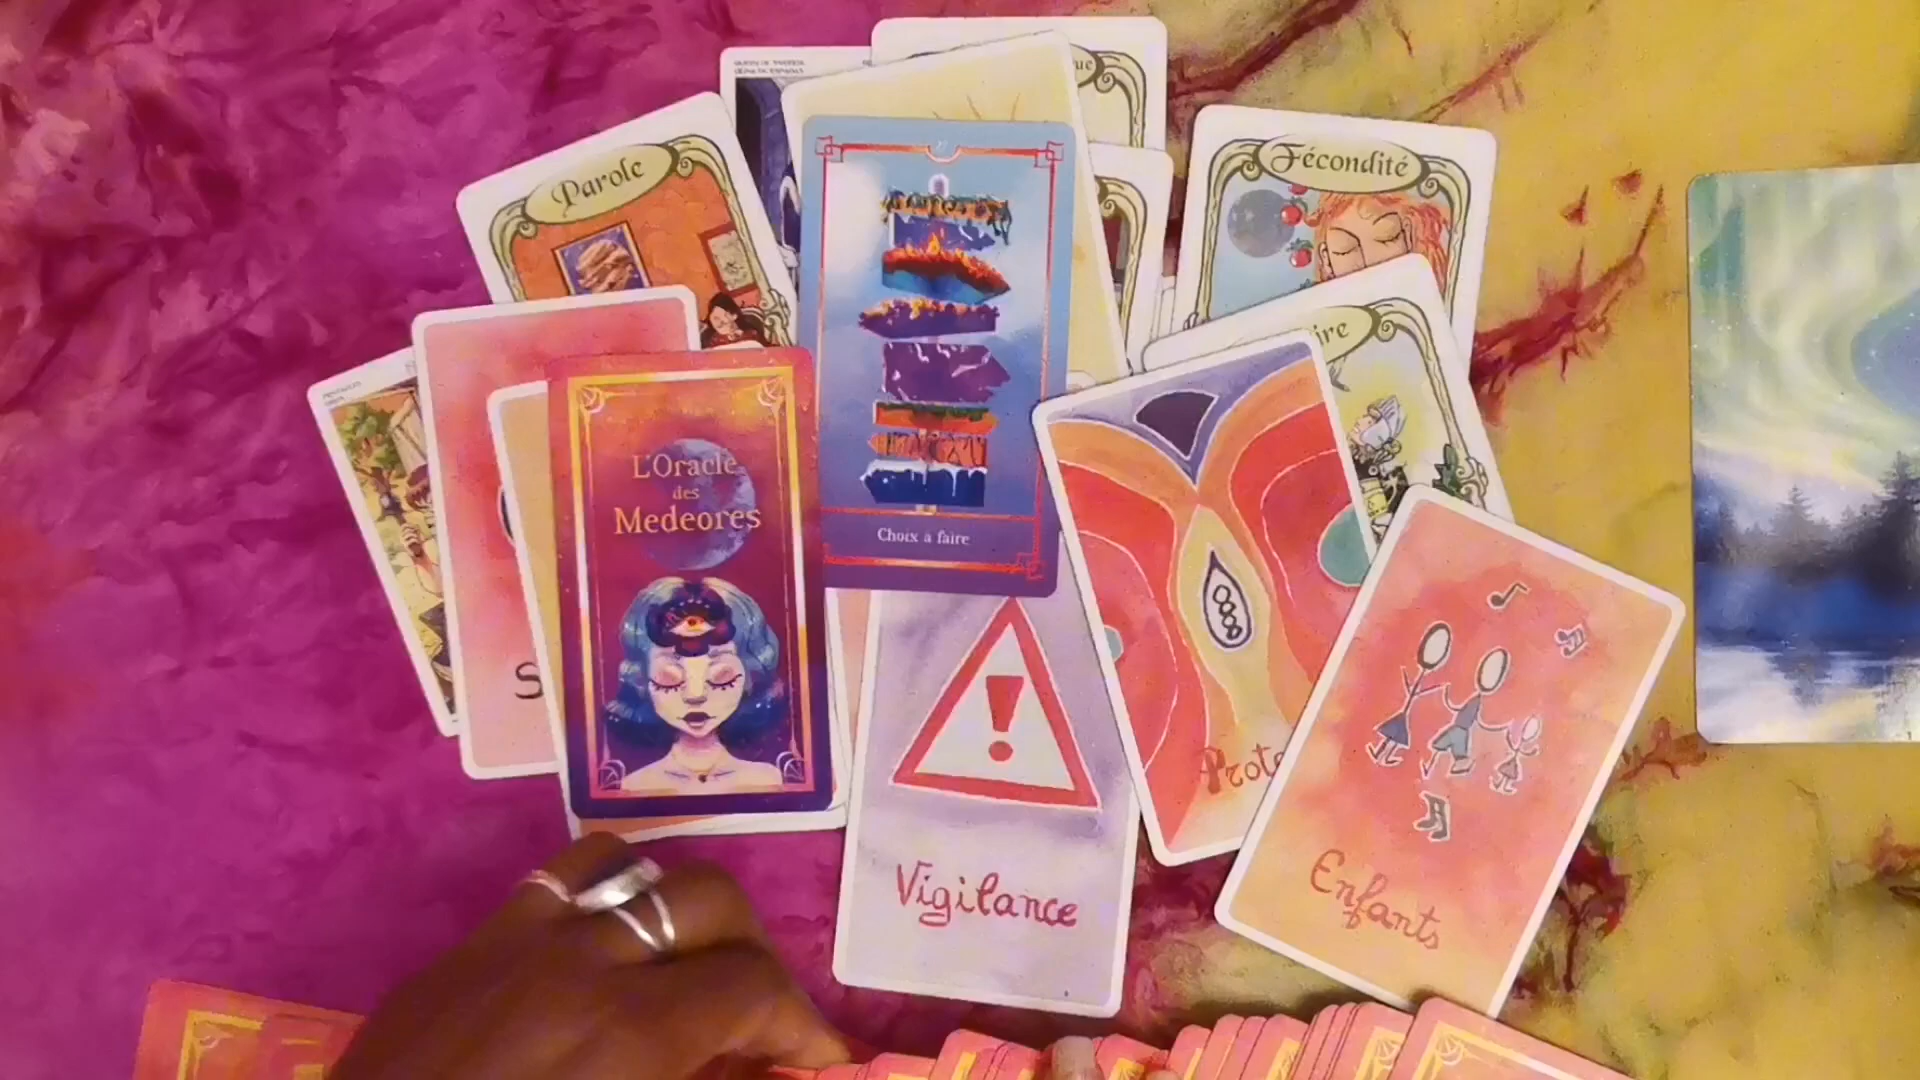 Parole
Fécondité
L'Oracle
des
Medeores
Choix à faire
Vigilance
Enfants